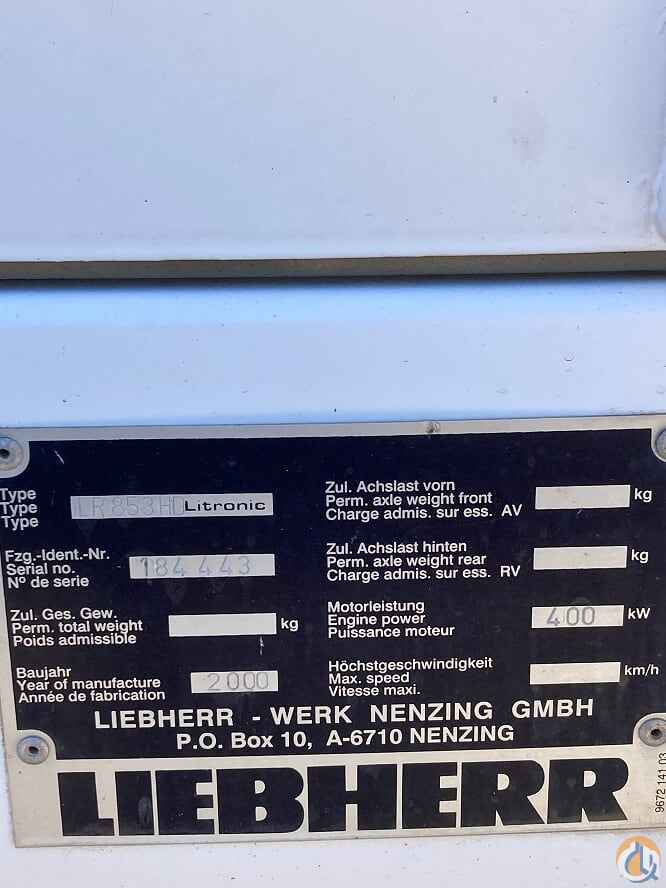 Type
Type LR 853 HD Litronic
Type
Fzg.-Ident.-Nr.
Serial no. 184 443
N° de serie
Zul. Ges. Gew.
Perm. total weight kg
Poids admissible
Baujahr
Year of manufacture 2000
Année de fabrication
Zul. Achslast vorn
Perm. axle weight front kg
Charge admis. sur ess. AV
Zul. Achslast hinten
Perm. axle weight rear kg
Charge admis. sur ess. RV
Motorleistung
Engine power 400 kW
Puissance moteur
Höchstgeschwindigkeit
Max. speed km/h
Vitesse maxi.
LIEBHERR - WERK NENZING GMBH
P.O. Box 10, A-6710 NENZING
LIEBHERR
9672 141 03